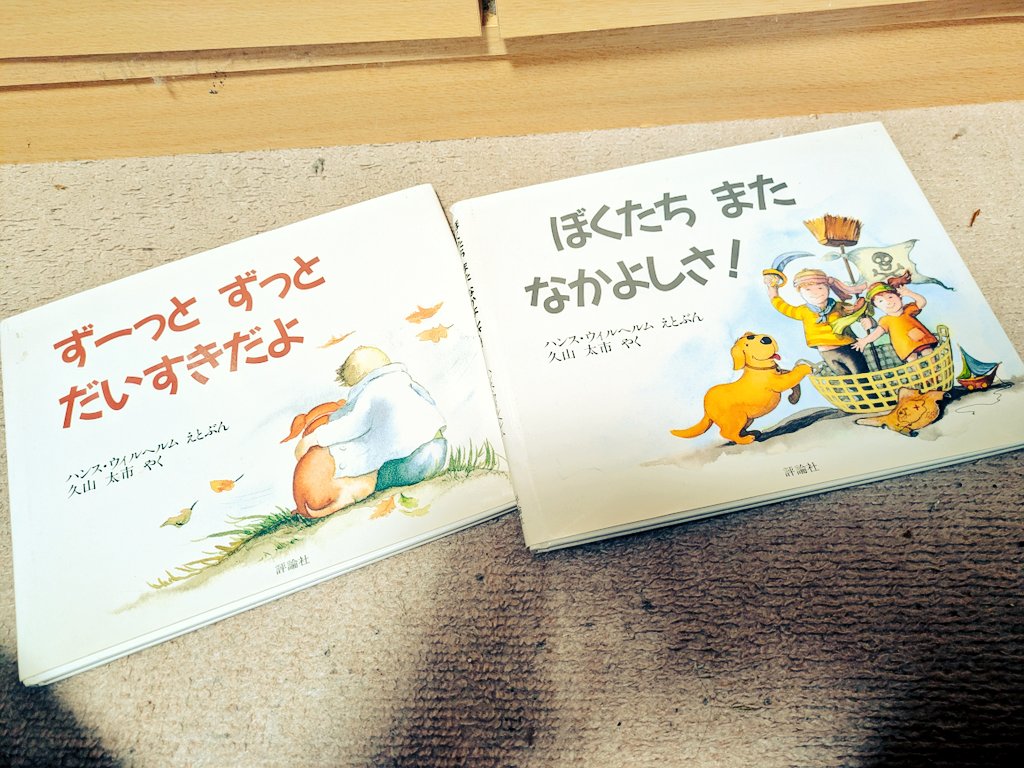 ずーっと ずっと
だいすきだよ
ハンス・ウィルヘルム えとぶん
久山 太市 やく
評論社
ぼくたち また
なかよしさ!
ハンス・ウィルヘルム えとぶん
久山 太市 やく
評論社